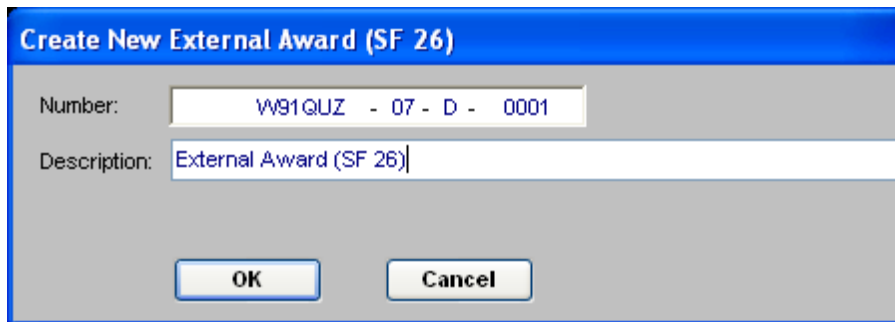 Create New External Award (SF 26)
Number: W91QUZ - 07 - D - 0001
Description: External Award (SF 26)
OK Cancel